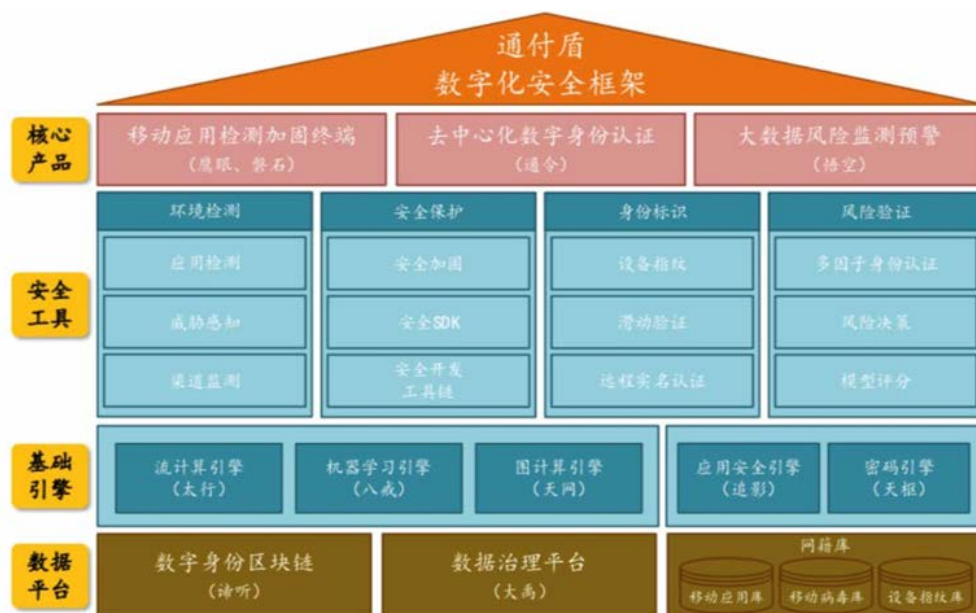 通付盾
数字化安全框架
核心
产品
移动应用检测加固终端
(鹰眼、磐石)
去中心化数字身份认证
(通令)
大数据风险监测预警
(悟空)
安全
工具
环境检测
应用检测
威胁感知
渠道监测
安全保护
安全加固
安全SDK
安全开发
工具链
身份标识
设备指纹
滑动验证
远程实名认证
风险验证
多因子身份认证
风险决策
模型评分
基础
引擎
流计算引擎
(太行)
机器学习引擎
(八戒)
图计算引擎
(天网)
应用安全引擎
(追影)
密码引擎
(天枢)
数据
平台
数字身份区块链
(谛听)
数据治理平台
(大禹)
网籍库
移动应用库
移动病毒库
设备指纹库